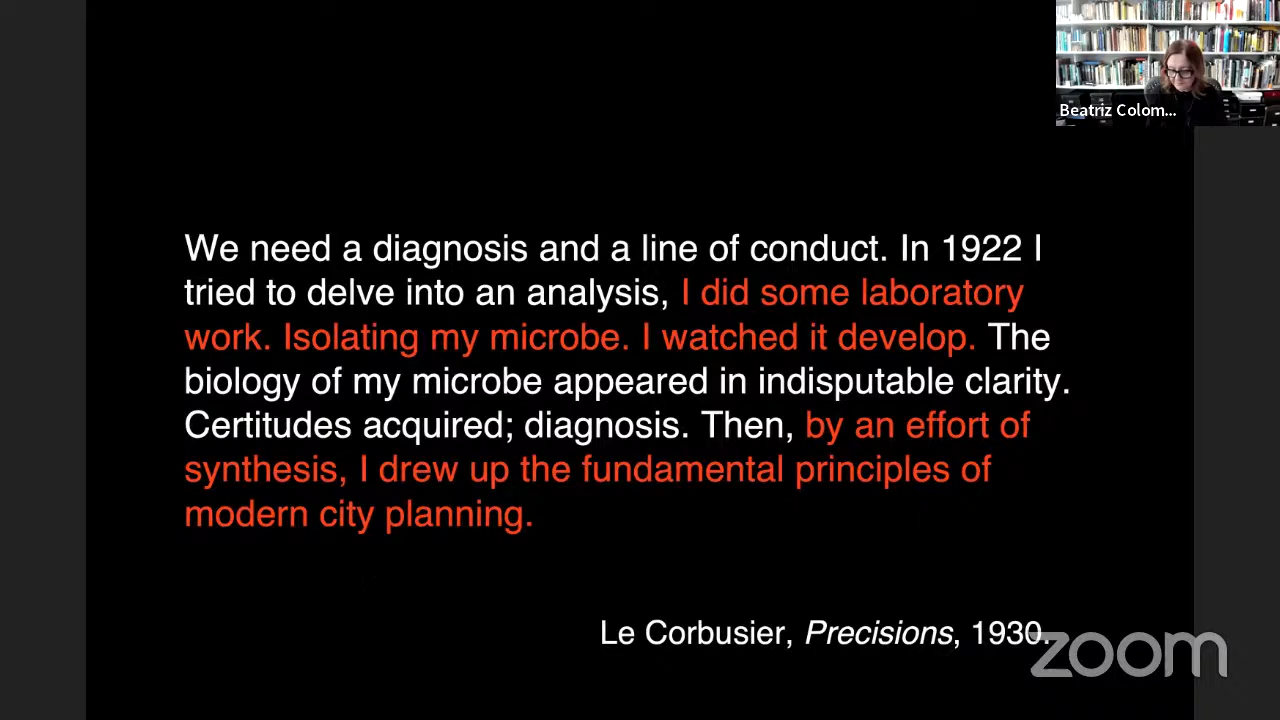 Beatriz Colom...
We need a diagnosis and a line of conduct. In 1922 I
tried to delve into an analysis, I did some laboratory
work. Isolating my microbe. I watched it develop. The
biology of my microbe appeared in indisputable clarity.
Certitudes acquired; diagnosis. Then, by an effort of
synthesis, I drew up the fundamental principles of
modern city planning.
Le Corbusier, Precisions, 1930.
zoom